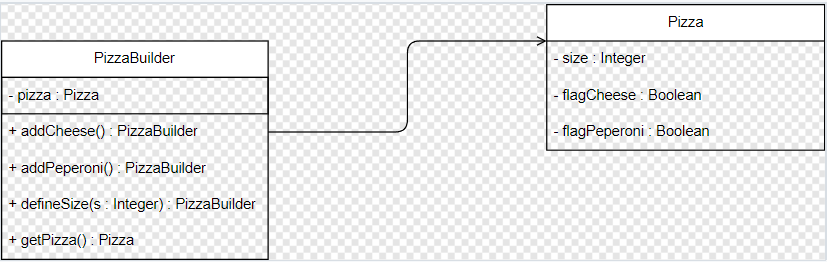 PizzaBuilder
- pizza : Pizza
+ addCheese() : PizzaBuilder
+ addPeperoni() : PizzaBuilder
+ defineSize(s : Integer) : PizzaBuilder
+ getPizza() : Pizza
Pizza
- size : Integer
- flagCheese : Boolean
- flagPeperoni : Boolean